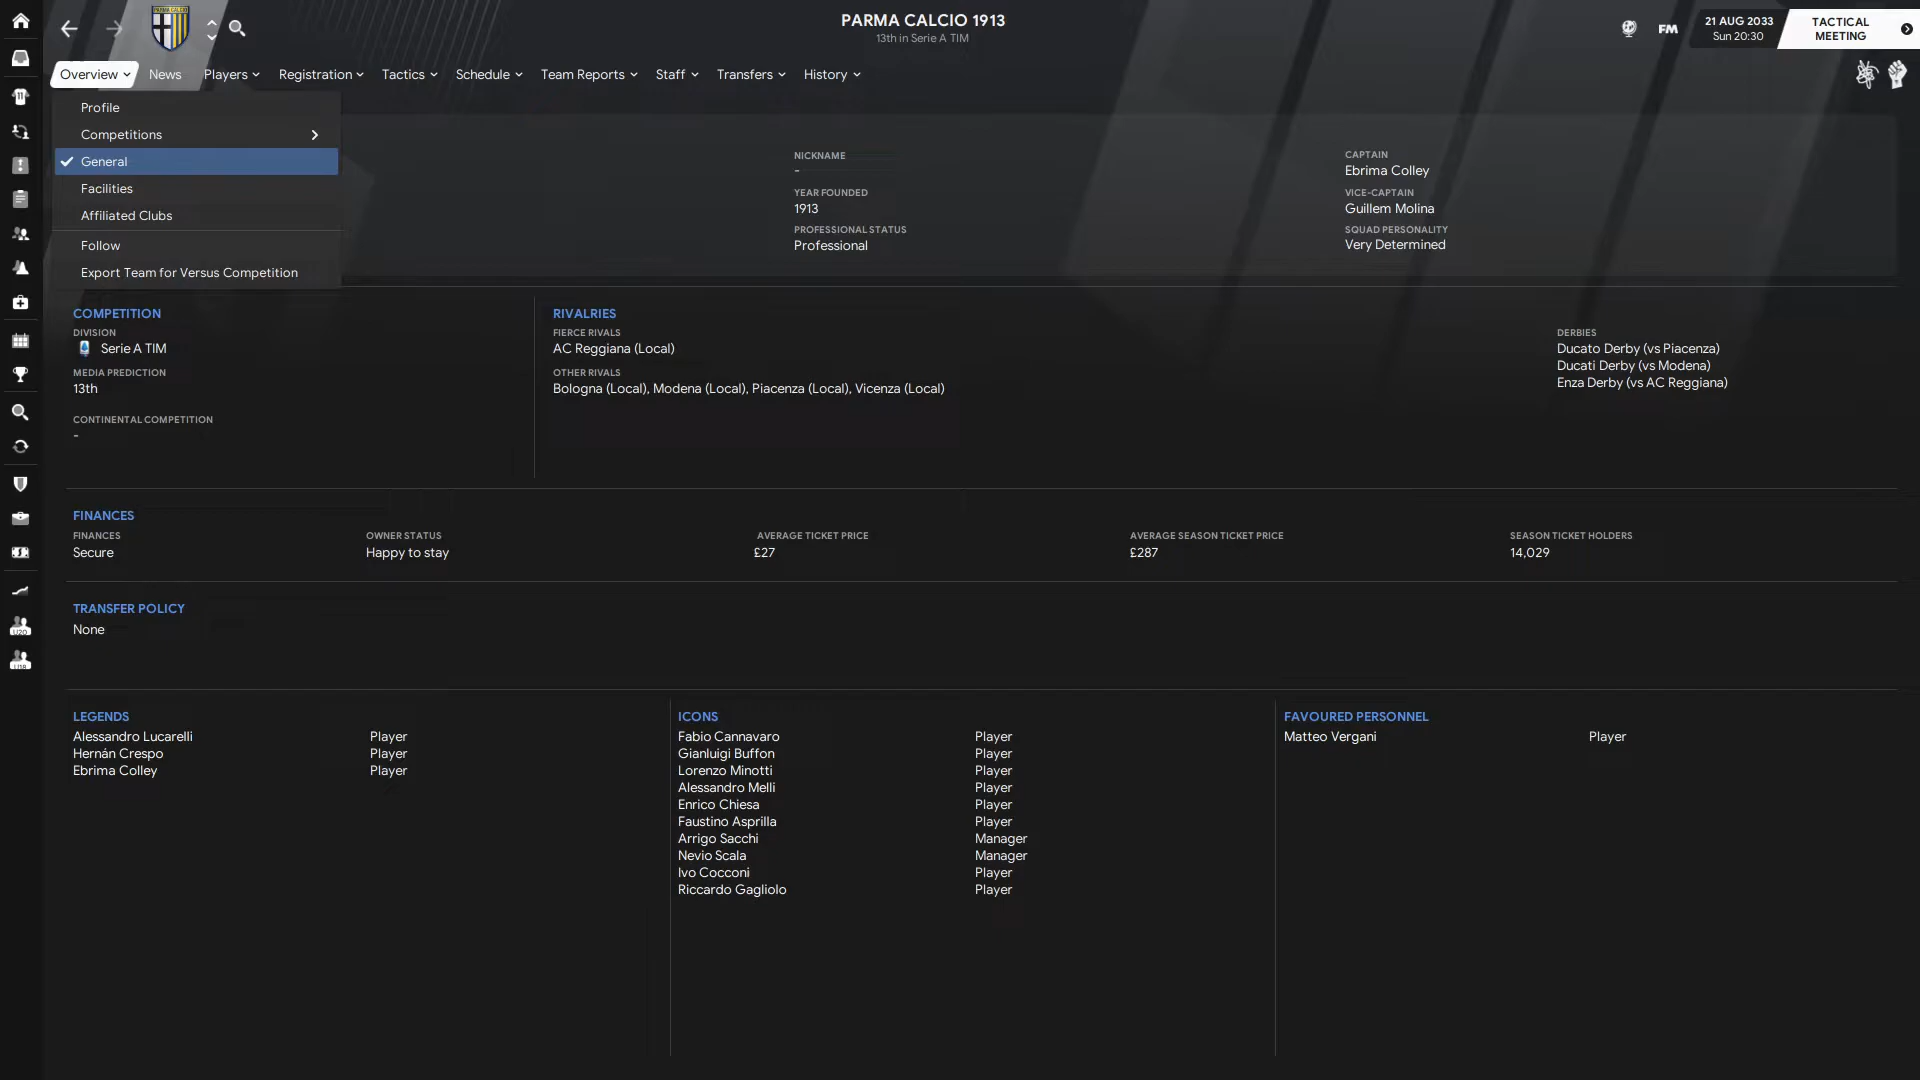 PARMA CALCIO 1913
13th in Serie A TIM
FM
21 AUG 2033
Sun 20:30
TACTICAL
MEETING
Overview
News
Players
Registration
Tactics
Schedule
Team Reports
Staff
Transfers
History
Profile
Competitions
General
Facilities
Affiliated Clubs
Follow
Export Team for Versus Competition
NICKNAME
-
YEAR FOUNDED
1913
PROFESSIONAL STATUS
Professional
CAPTAIN
Ebrima Colley
VICE-CAPTAIN
Guillem Molina
SQUAD PERSONALITY
Very Determined
COMPETITION
DIVISION
Serie A TIM
MEDIA PREDICTION
13th
CONTINENTAL COMPETITION
-
RIVALRIES
FIERCE RIVALS
AC Reggiana (Local)
OTHER RIVALS
Bologna (Local), Modena (Local), Piacenza (Local), Vicenza (Local)
DERBIES
Ducato Derby (vs Piacenza)
Ducati Derby (vs Modena)
Enza Derby (vs AC Reggiana)
FINANCES
FINANCES
Secure
OWNER STATUS
Happy to stay
AVERAGE TICKET PRICE
£27
AVERAGE SEASON TICKET PRICE
£287
SEASON TICKET HOLDERS
14,029
TRANSFER POLICY
None
LEGENDS
Alessandro Lucarelli Player
Hernán Crespo Player
Ebrima Colley Player
ICONS
Fabio Cannavaro Player
Gianluigi Buffon Player
Lorenzo Minotti Player
Alessandro Melli Player
Enrico Chiesa Player
Faustino Asprilla Player
Arrigo Sacchi Manager
Nevio Scala Manager
Ivo Cocconi Player
Riccardo Gagliolo Player
FAVOURED PERSONNEL
Matteo Vergani Player
11
U20
U18